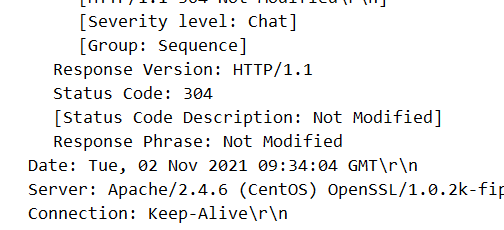 [HTTP/1.1 304 Not Modified\r\n]
[Severity level: Chat]
[Group: Sequence]
Response Version: HTTP/1.1
Status Code: 304
[Status Code Description: Not Modified]
Response Phrase: Not Modified
Date: Tue, 02 Nov 2021 09:34:04 GMT\r\n
Server: Apache/2.4.6 (CentOS) OpenSSL/1.0.2k-fip
Connection: Keep-Alive\r\n